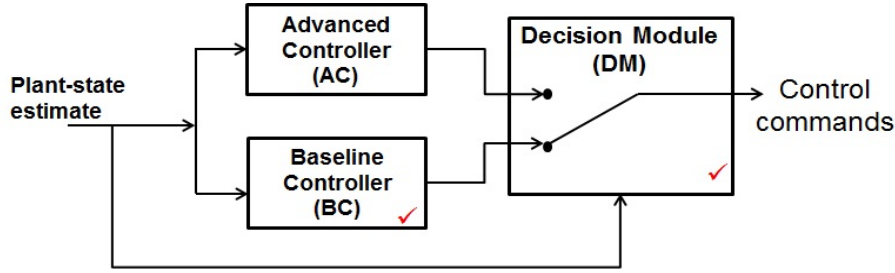 Plant-state
estimate
Advanced
Controller
(AC)
Baseline
Controller
(BC)
Decision Module
(DM)
Control
commands